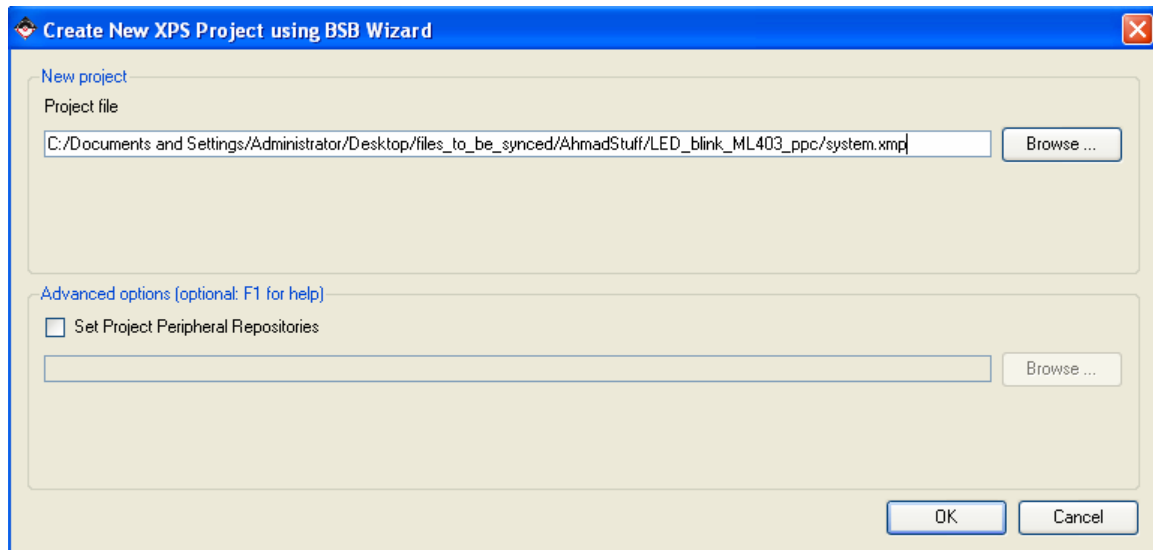 Create New XPS Project using BSB Wizard
New project
Project file
C:/Documents and Settings/Administrator/Desktop/files_to_be_synced/AhmadStuff/LED_blink_ML403_ppc/system.xmp
Browse ...
Advanced options (optional: F1 for help)
Set Project Peripheral Repositories
Browse ...
OK
Cancel